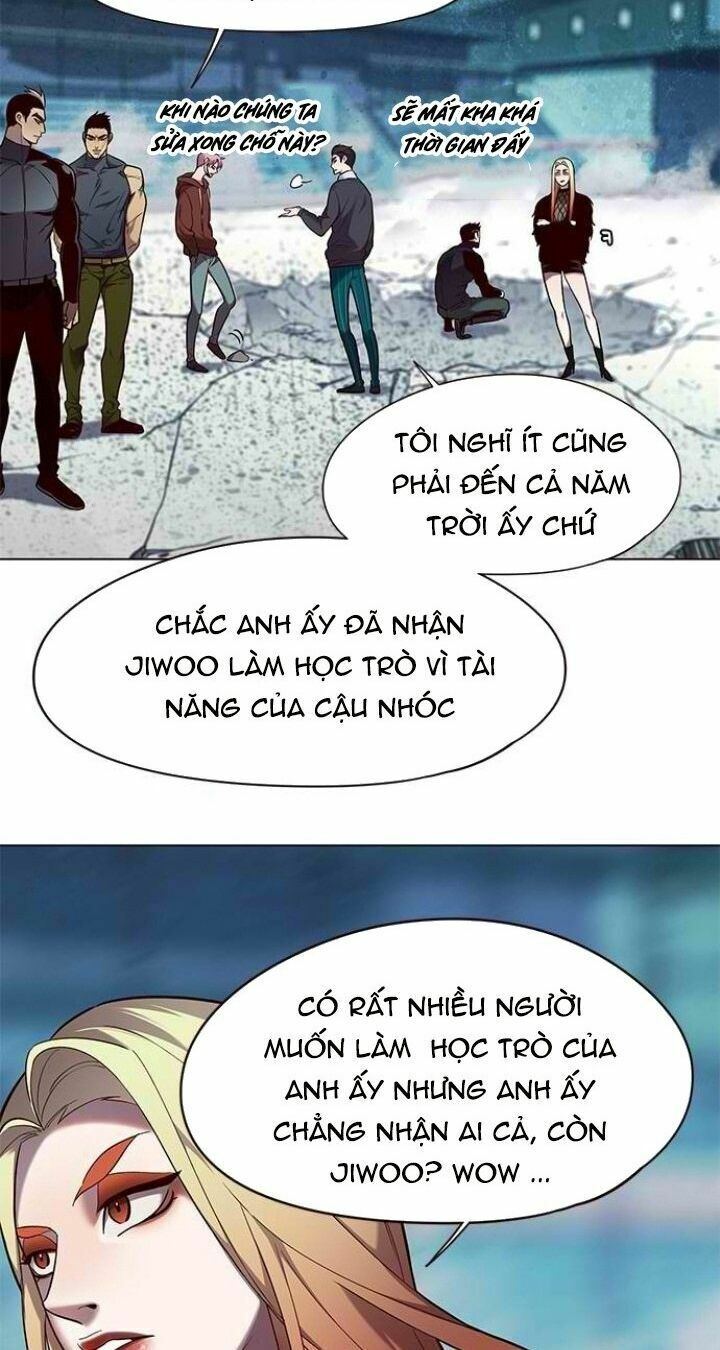 KHI NÀO CHÚNG TA
SỬA XONG CHỖ NÀY?
SẼ MẤT KHA KHÁ
THỜI GIAN ĐẤY
TÔI NGHĨ ÍT CŨNG
PHẢI ĐẾN CẢ NĂM
TRỜI ẤY CHỨ
CHẮC ANH ẤY ĐÃ NHẬN
JIWOO LÀM HỌC TRÒ VÌ TÀI
NĂNG CỦA CẬU NHÓC
CÓ RẤT NHIỀU NGƯỜI
MUỐN LÀM HỌC TRÒ CỦA
ANH ẤY NHƯNG ANH ẤY
CHẲNG NHẬN AI CẢ, CÒN
JIWOO? WOW ...